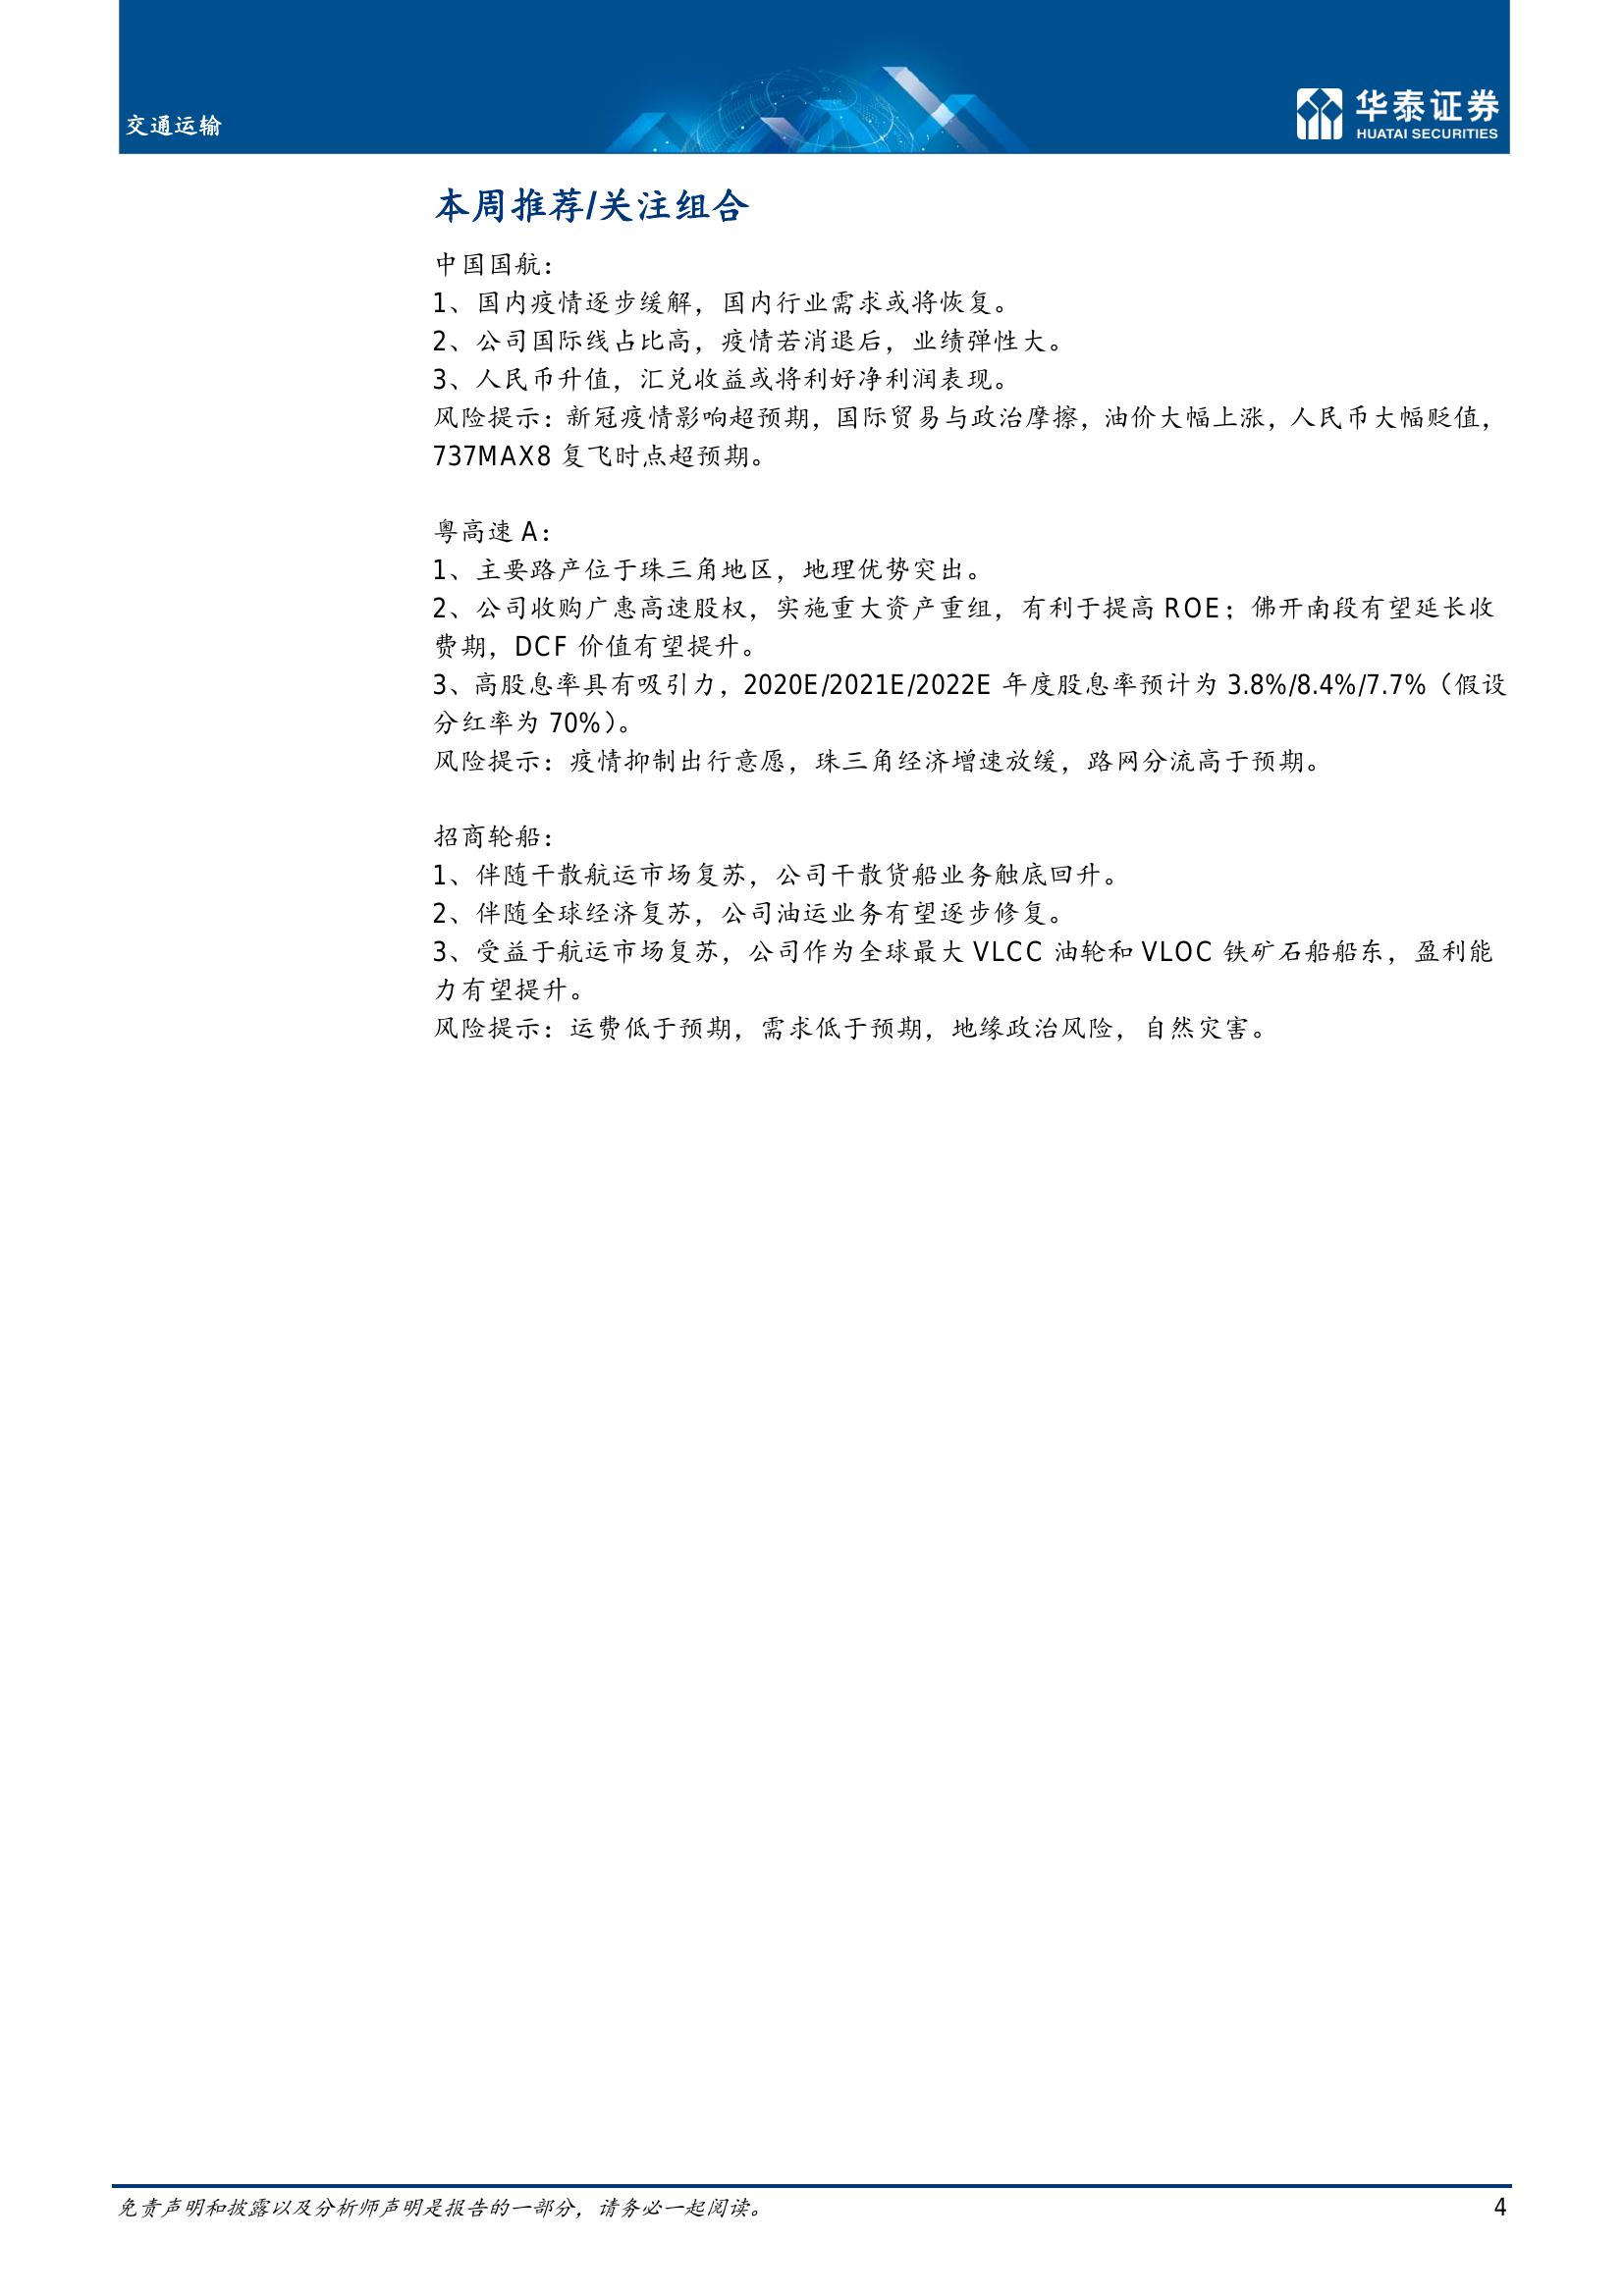 交通运输
华泰证券
HUATAI SECURITIES
本周推荐/关注组合
中国国航：
1、国内疫情逐步缓解，国内行业需求或将恢复。
2、公司国际线占比高，疫情若消退后，业绩弹性大。
3、人民币升值，汇兑收益或将利好净利润表现。
风险提示：新冠疫情影响超预期，国际贸易与政治摩擦，油价大幅上涨，人民币大幅贬值，
737MAX8 复飞时点超预期。
粤高速 A：
1、主要路产位于珠三角地区，地理优势突出。
2、公司收购广惠高速股权，实施重大资产重组，有利于提高 ROE；佛开南段有望延长收
费期，DCF 价值有望提升。
3、高股息率具有吸引力，2020E/2021E/2022E 年度股息率预计为 3.8%/8.4%/7.7%（假设
分红率为 70%）。
风险提示：疫情抑制出行意愿，珠三角经济增速放缓，路网分流高于预期。
招商轮船：
1、伴随干散航运市场复苏，公司干散货船业务触底回升。
2、伴随全球经济复苏，公司油运业务有望逐步修复。
3、受益于航运市场复苏，公司作为全球最大 VLCC 油轮和 VLOC 铁矿石船船东，盈利能
力有望提升。
风险提示：运费低于预期，需求低于预期，地缘政治风险，自然灾害。
免责声明和披露以及分析师声明是报告的一部分，请务必一起阅读。
4